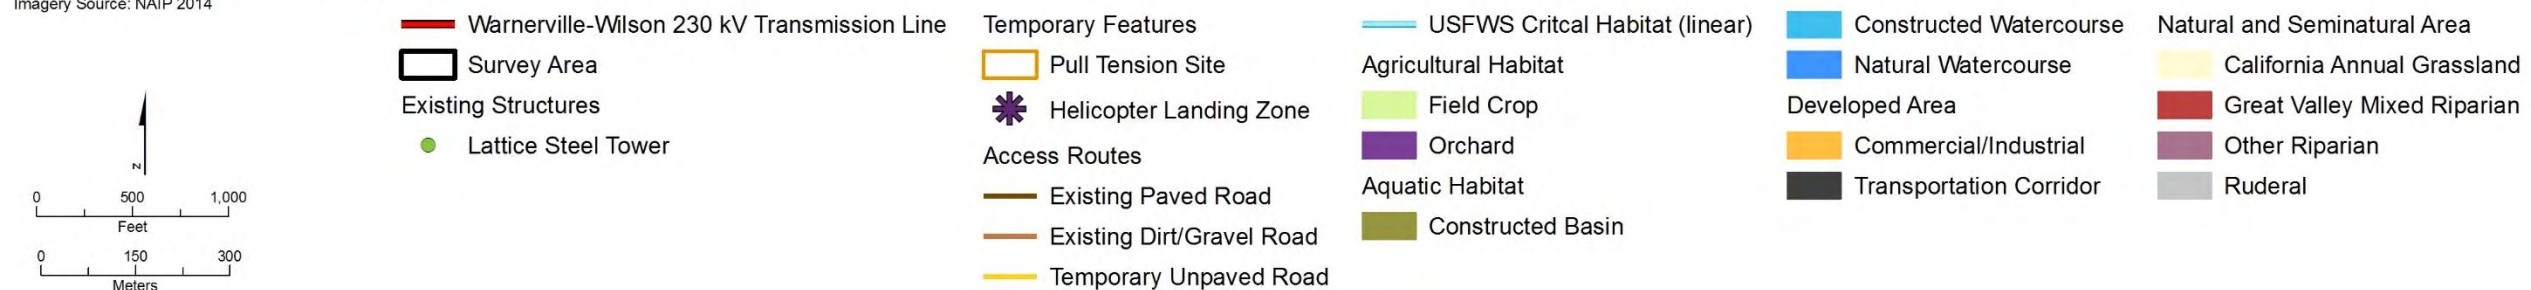 Imagery Source: NAIP 2014
N
0 500 1,000
Feet
0 150 300
Meters
Warnerville-Wilson 230 kV Transmission Line
Survey Area
Existing Structures
Lattice Steel Tower
Temporary Features
Pull Tension Site
Helicopter Landing Zone
Access Routes
Existing Paved Road
Existing Dirt/Gravel Road
Temporary Unpaved Road
USFWS Critcal Habitat (linear)
Agricultural Habitat
Field Crop
Orchard
Aquatic Habitat
Constructed Basin
Constructed Watercourse
Natural Watercourse
Developed Area
Commercial/Industrial
Transportation Corridor
Natural and Seminatural Area
California Annual Grassland
Great Valley Mixed Riparian
Other Riparian
Ruderal